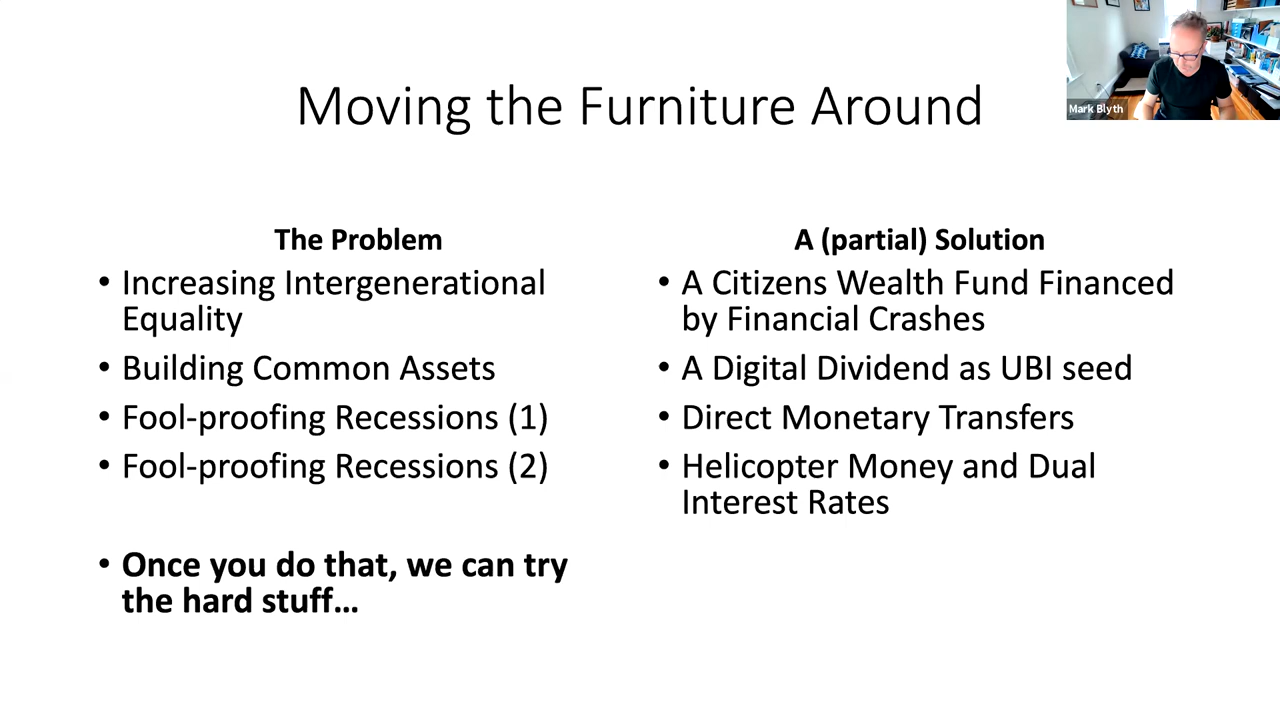 Moving the Furniture Around
Mark Blyth
The Problem
• Increasing Intergenerational
Equality
• Building Common Assets
• Fool-proofing Recessions (1)
• Fool-proofing Recessions (2)
• Once you do that, we can try
the hard stuff…
A (partial) Solution
• A Citizens Wealth Fund Financed
by Financial Crashes
• A Digital Dividend as UBI seed
• Direct Monetary Transfers
• Helicopter Money and Dual
Interest Rates